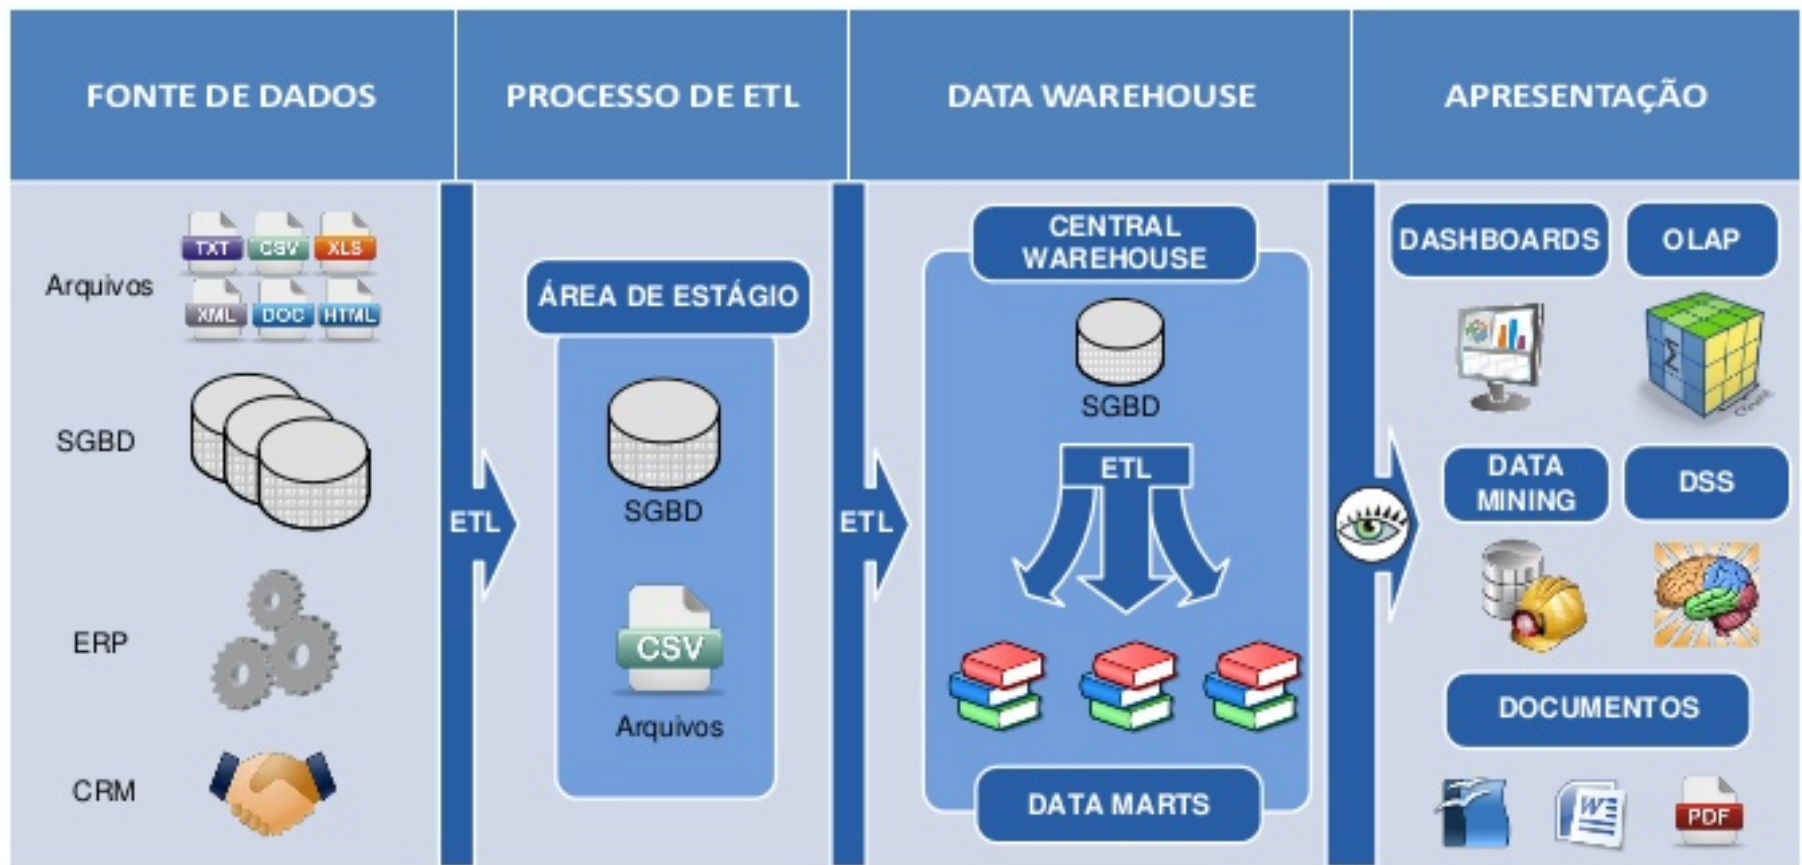 FONTE DE DADOS
PROCESSO DE ETL
DATA WAREHOUSE
APRESENTAÇÃO
Arquivos
TXT
CSV
XLS
XML
DOC
HTML
SGBD
ERP
CRM
ETL
ÁREA DE ESTÁGIO
SGBD
CSV
Arquivos
ETL
CENTRAL
WAREHOUSE
SGBD
ETL
DATA MARTS
DASHBOARDS
OLAP
Σ
DATA
MINING
DSS
DOCUMENTOS
W
PDF